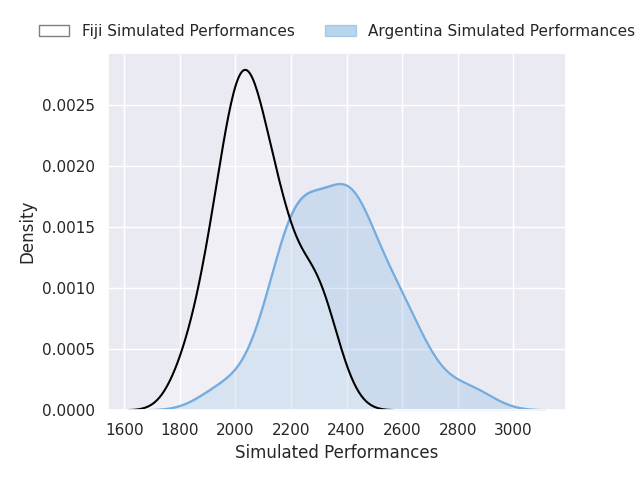 Fiji Simulated Performances
Argentina Simulated Performances
Density
0.0025
0.0020
0.0015
0.0010
0.0005
0.0000
1600 1800 2000 2200 2400 2600 2800 3000
Simulated Performances